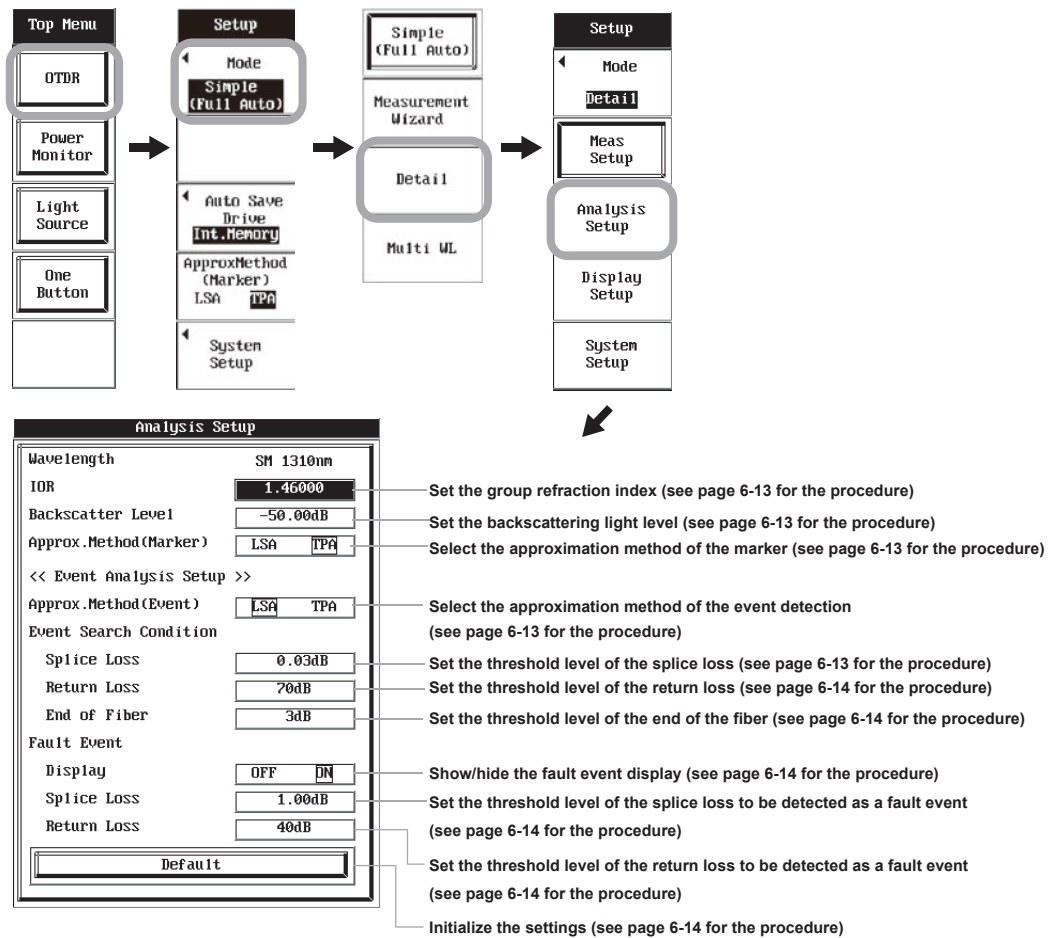 Top Menu
OTDR
Power
Monitor
Light
Source
One
Button
Setup
Mode
Simple
(Full Auto)
Auto Save
Drive
Int.Memory
ApproxMethod
(Marker)
LSA TPA
System
Setup
Simple
(Full Auto)
Measurement
Wizard
Detail
Multi WL
Setup
Mode
Detail
Meas
Setup
Analysis
Setup
Display
Setup
System
Setup
Analysis Setup
Wavelength SM 1310nm
IOR 1.46000 Set the group refraction index (see page 6-13 for the procedure)
Backscatter Level -50.00dB Set the backscattering light level (see page 6-13 for the procedure)
Approx.Method(Marker) LSA TPA Select the approximation method of the marker (see page 6-13 for the procedure)
<< Event Analysis Setup >>
Approx.Method(Event) LSA TPA Select the approximation method of the event detection
(see page 6-13 for the procedure)
Event Search Condition
Splice Loss 0.03dB Set the threshold level of the splice loss (see page 6-13 for the procedure)
Return Loss 70dB Set the threshold level of the return loss (see page 6-14 for the procedure)
End of Fiber 3dB Set the threshold level of the end of the fiber (see page 6-14 for the procedure)
Fault Event
Display OFF ON Show/hide the fault event display (see page 6-14 for the procedure)
Splice Loss 1.00dB Set the threshold level of the splice loss to be detected as a fault event
(see page 6-14 for the procedure)
Return Loss 40dB
Set the threshold level of the return loss to be detected as a fault event
(see page 6-14 for the procedure)
Default
Initialize the settings (see page 6-14 for the procedure)